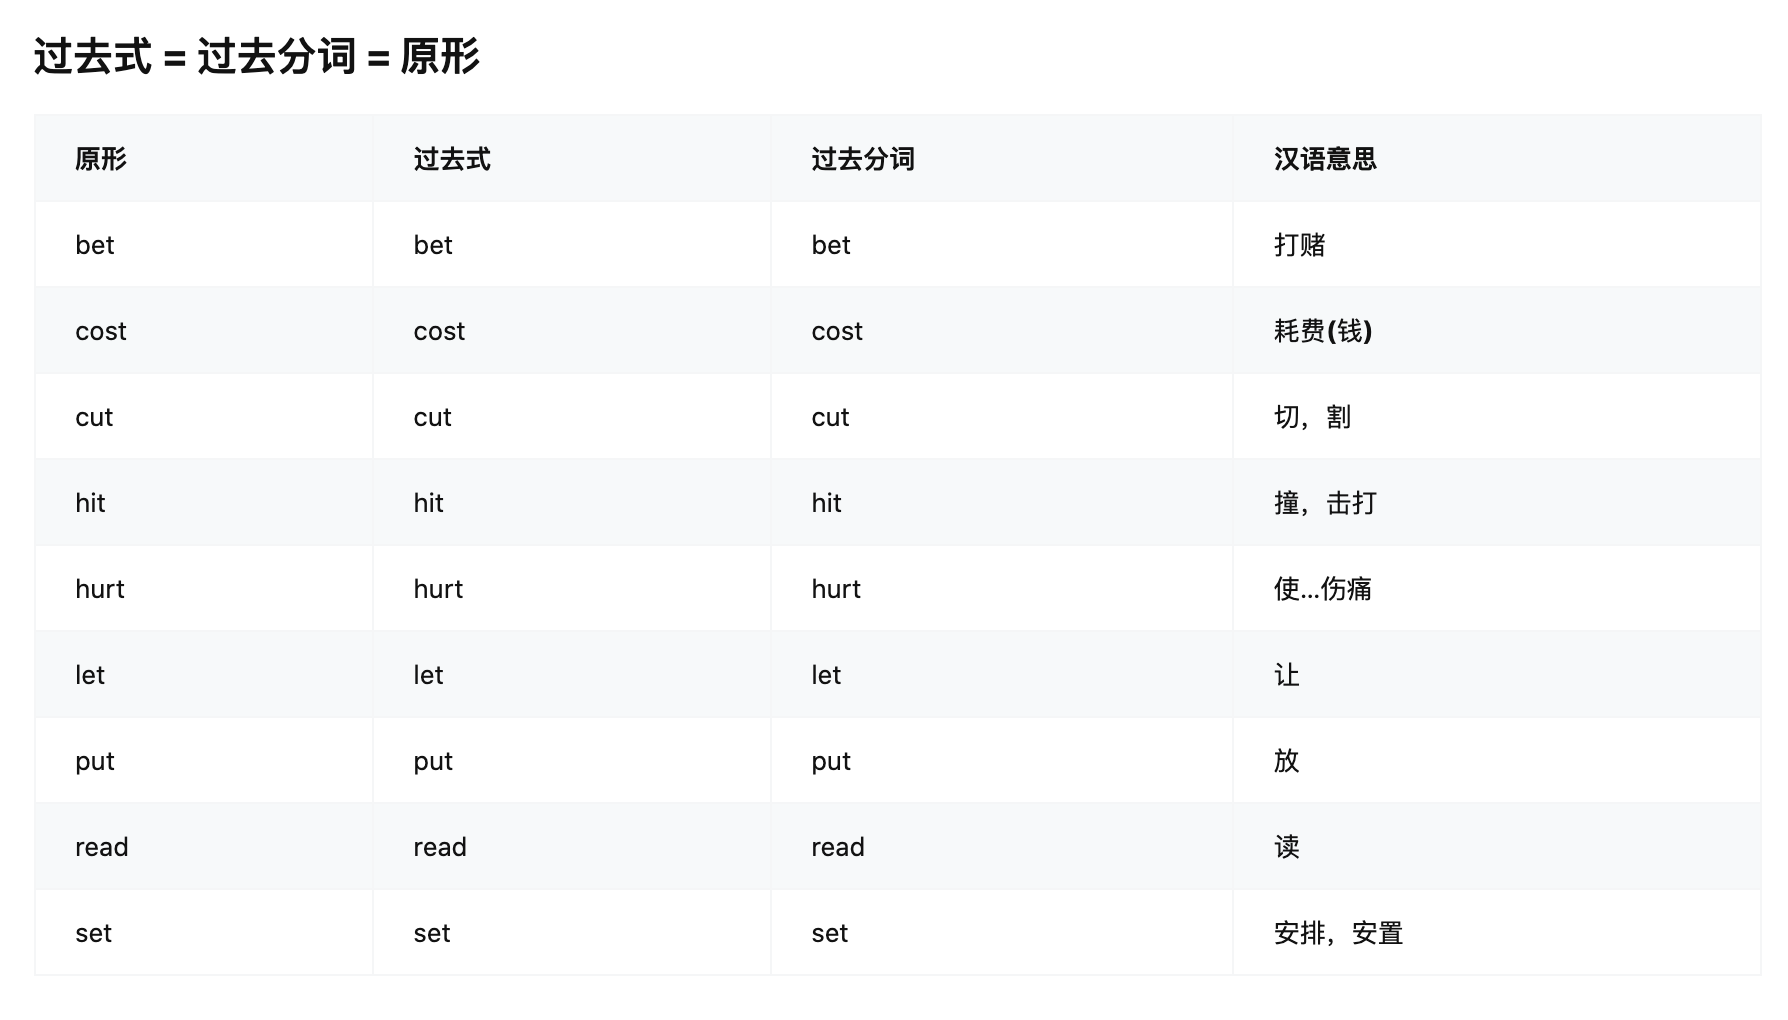 过去式 = 过去分词 = 原形
原形 过去式 过去分词 汉语意思
bet bet bet 打赌
cost cost cost 耗费(钱)
cut cut cut 切，割
hit hit hit 撞，击打
hurt hurt hurt 使...伤痛
let let let 让
put put put 放
read read read 读
set set set 安排，安置